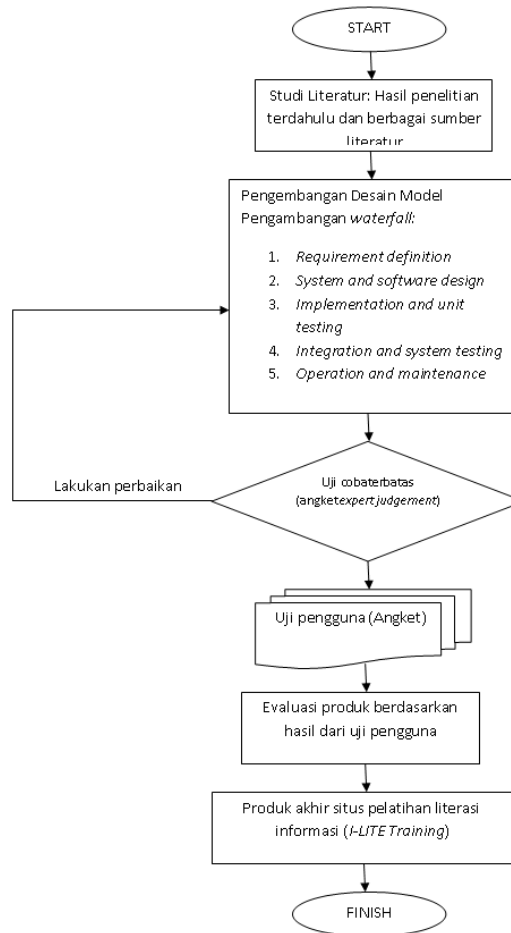 START
Studi Literatur: Hasil penelitian
terdahulu dan berbagai sumber
literatur
Pengembangan Desain Model
Pengambangan waterfall:
1. Requirement definition
2. System and software design
3. Implementation and unit
testing
4. Integration and system testing
5. Operation and maintenance
Lakukan perbaikan
Uji cobaterbatas
(angketexpert judgement)
Uji pengguna (Angket)
Evaluasi produk berdasarkan
hasil dari uji pengguna
Produk akhir situs pelatihan literasi
informasi (I-LITE Training)
FINISH